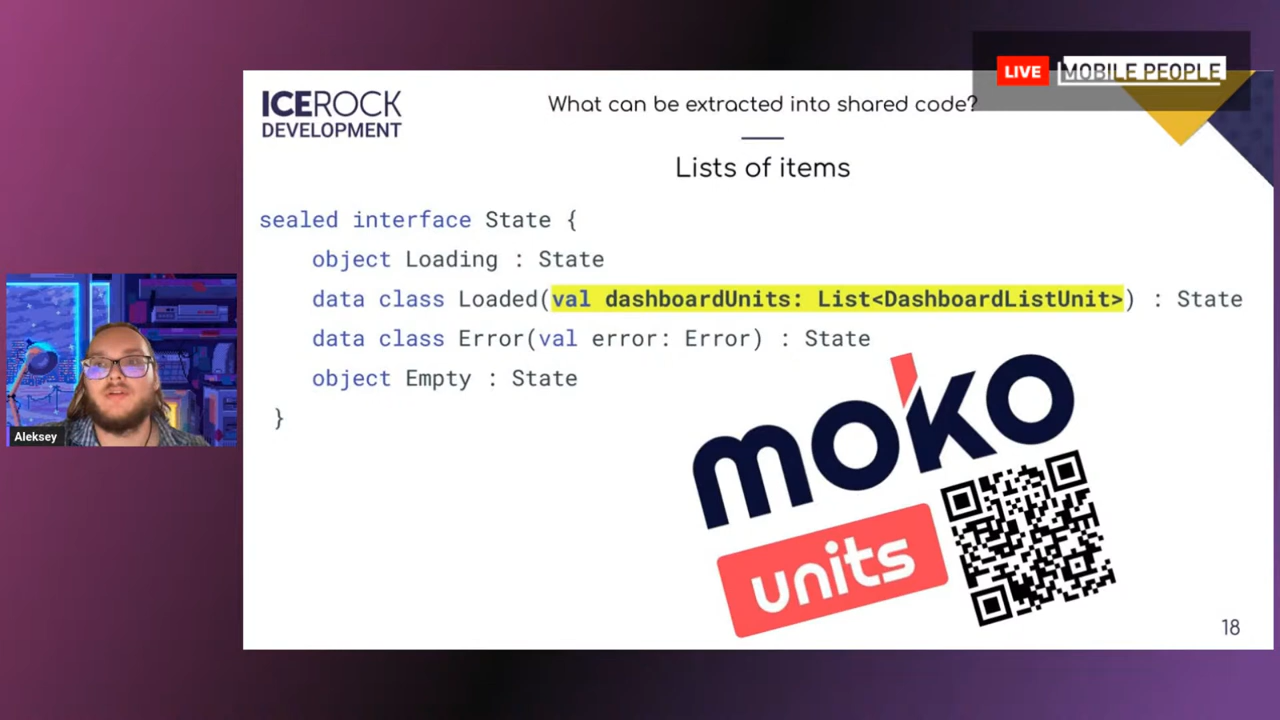 LIVE MOBILE PEOPLE
ICEROCK
DEVELOPMENT
What can be extracted into shared code?
Lists of items
sealed interface State {
object Loading : State
data class Loaded(val dashboardUnits: List<DashboardListUnit>) : State
data class Error(val error: Error) : State
object Empty : State
}
moko
units
Aleksey
18